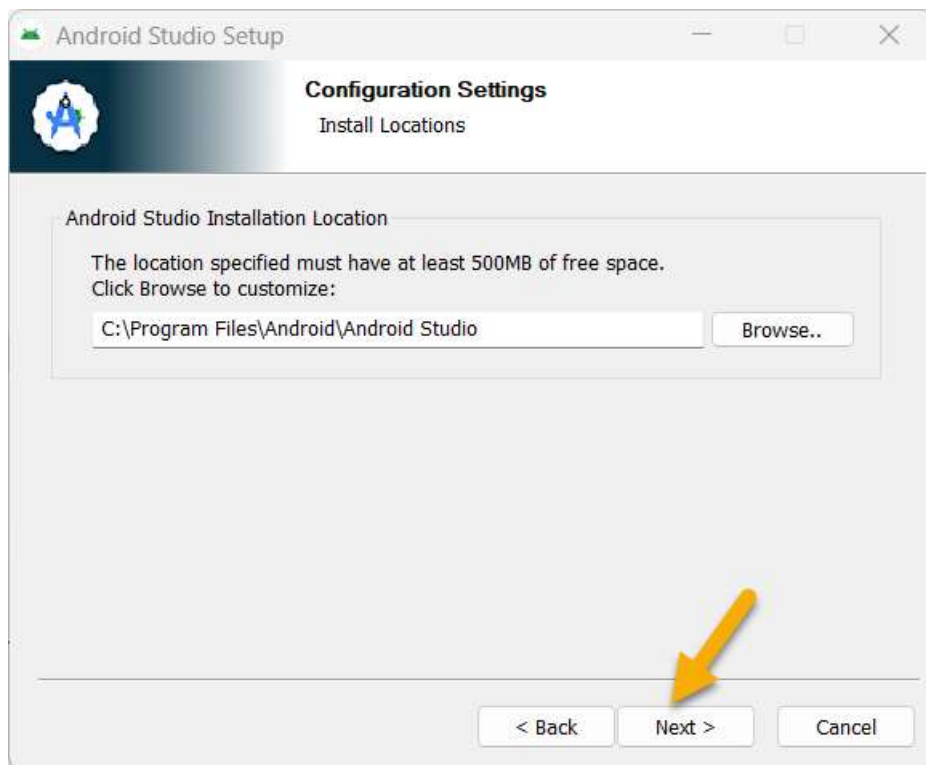 Android Studio Setup
Configuration Settings
Install Locations
Android Studio Installation Location
The location specified must have at least 500MB of free space.
Click Browse to customize:
C:\Program Files\Android\Android Studio
Browse..
< Back
Next >
Cancel